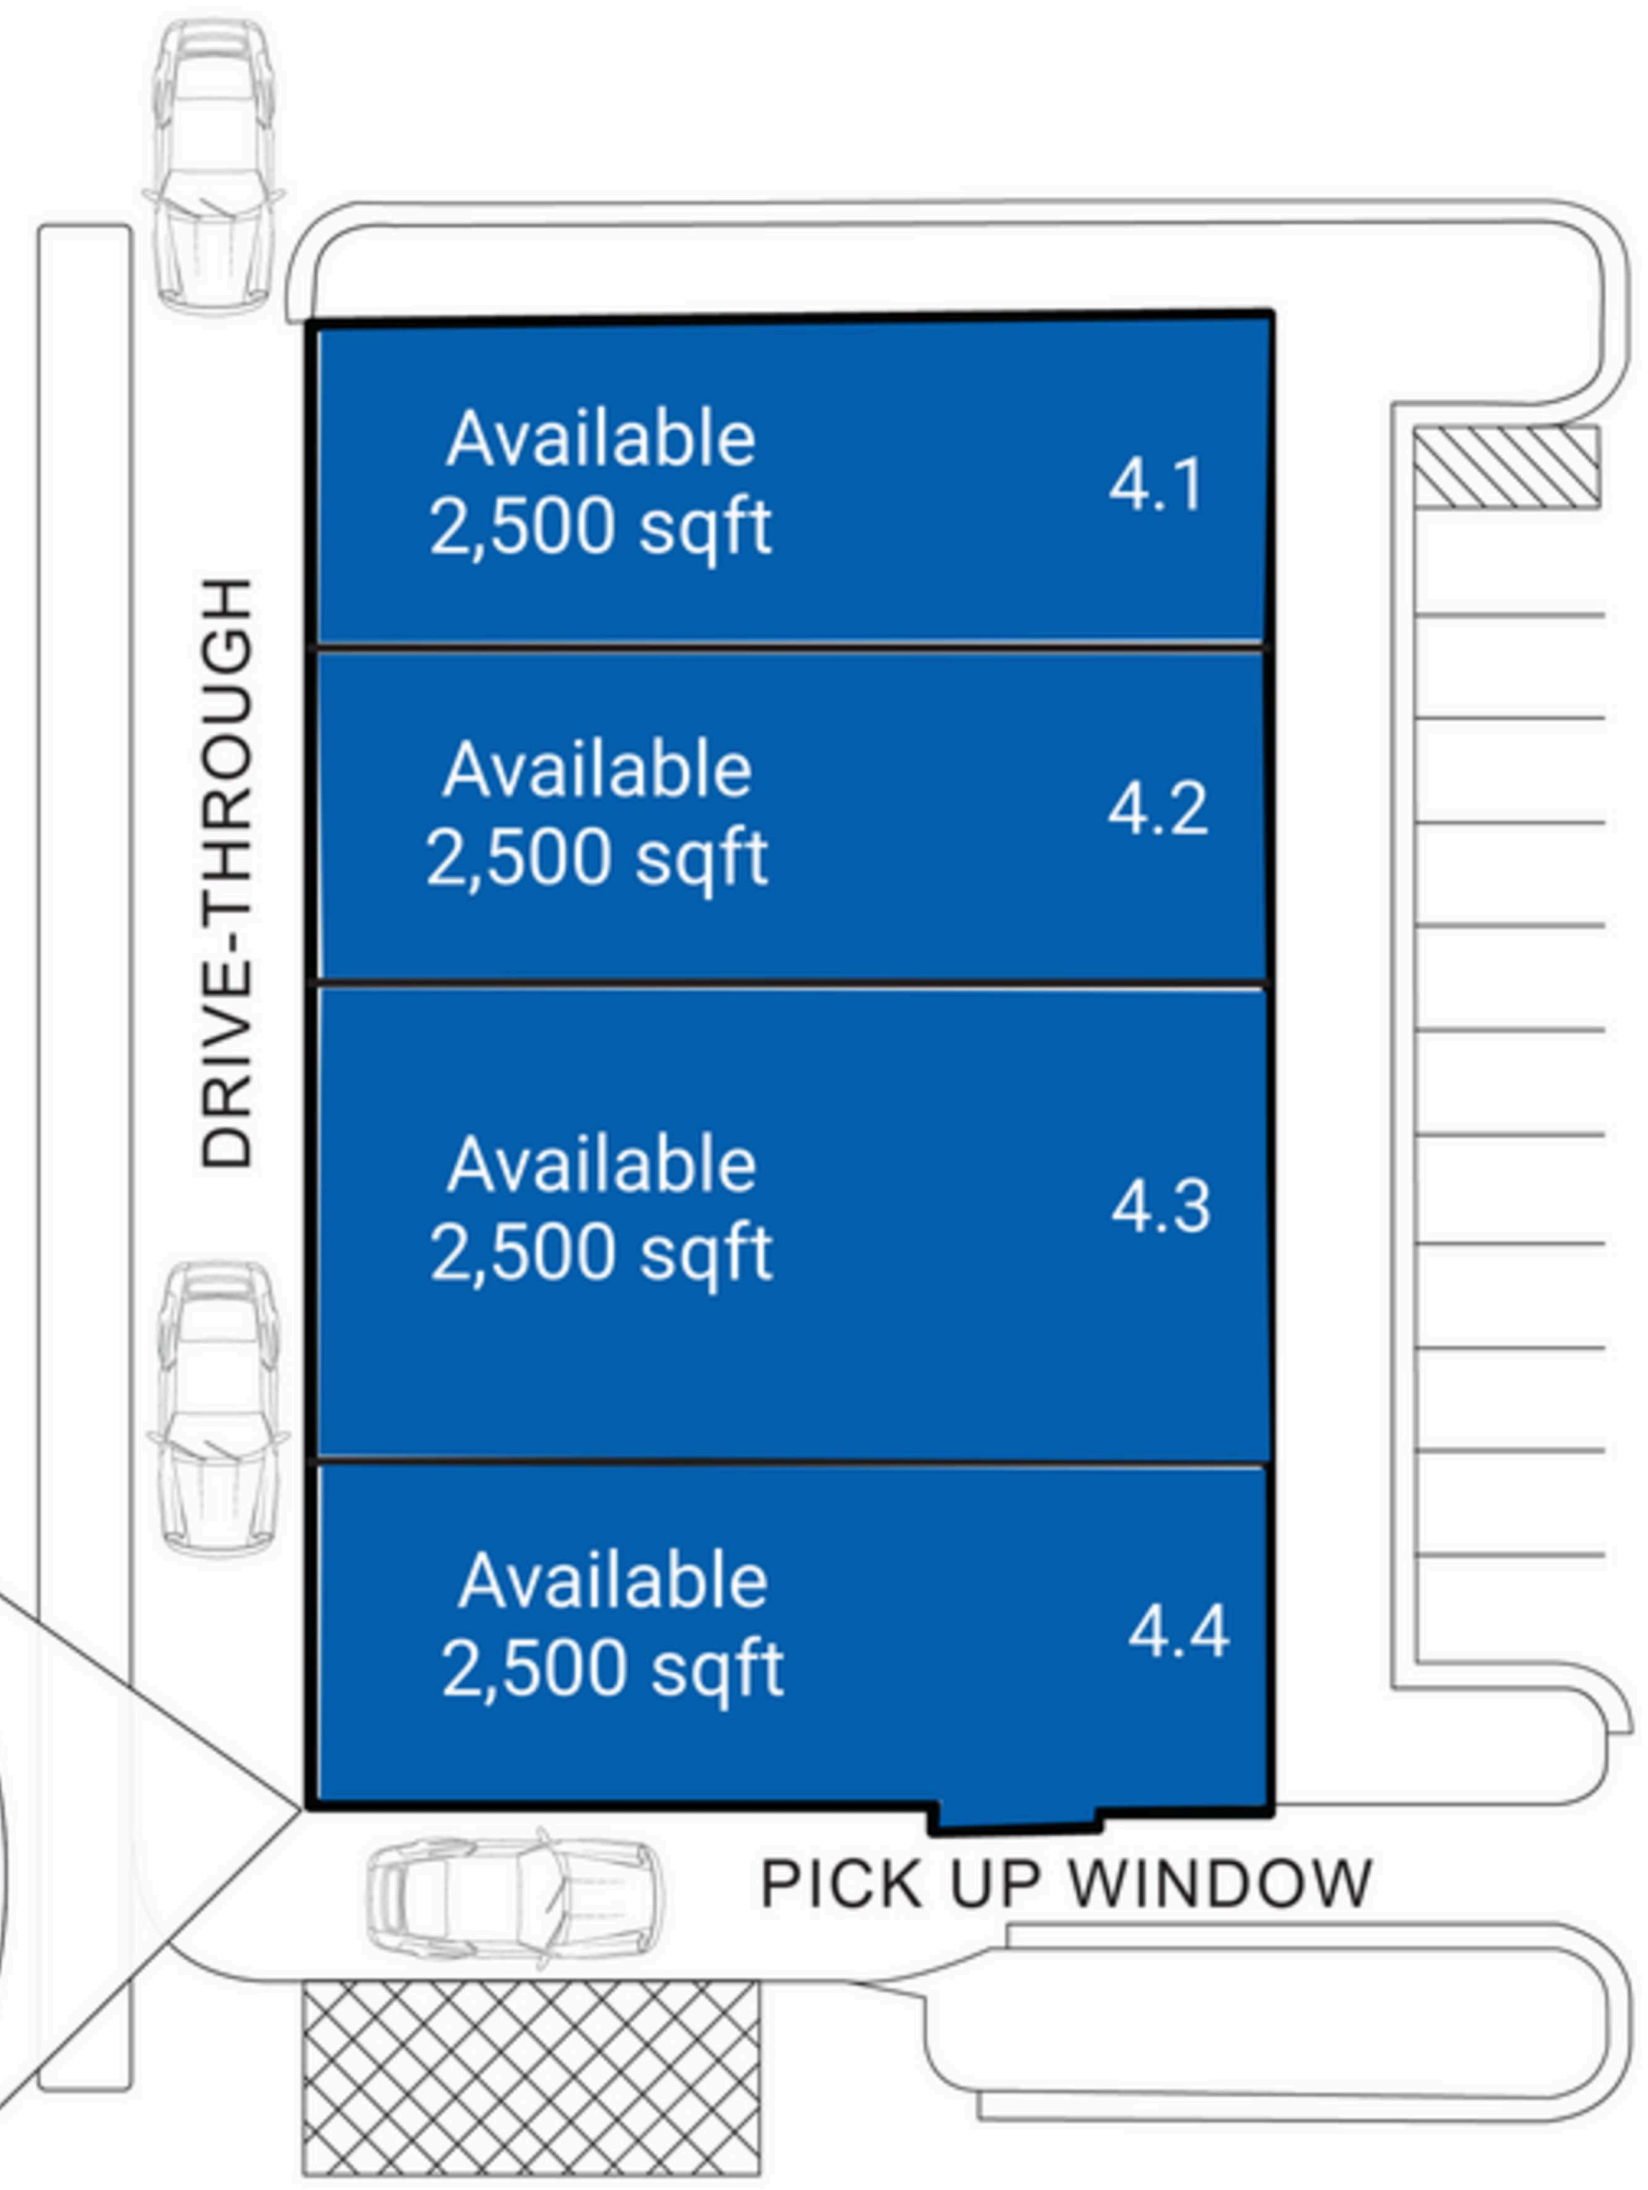 Available
2,500 sqft
4.1
Available
2,500 sqft
4.2
DRIVE-THROUGH
Available
2,500 sqft
4.3
Available
2,500 sqft
4.4
PICK UP WINDOW